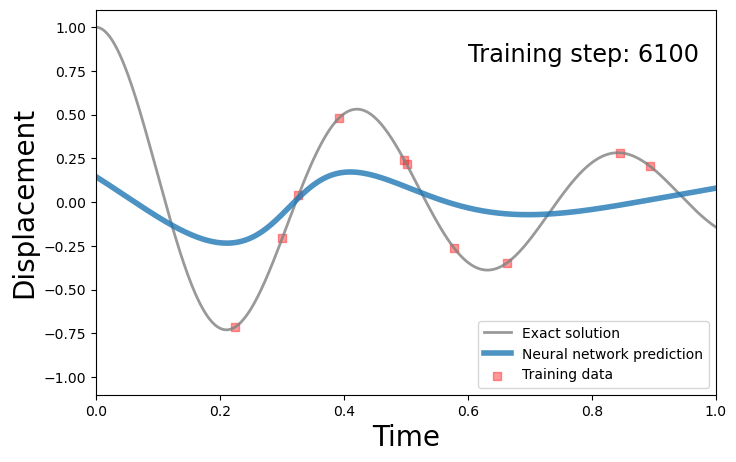 Training step: 6100
Displacement
1.00
0.75
0.50
0.25
0.00
−0.25
−0.50
−0.75
−1.00
Exact solution
Neural network prediction
Training data
0.0 0.2 0.4 0.6 0.8 1.0
Time